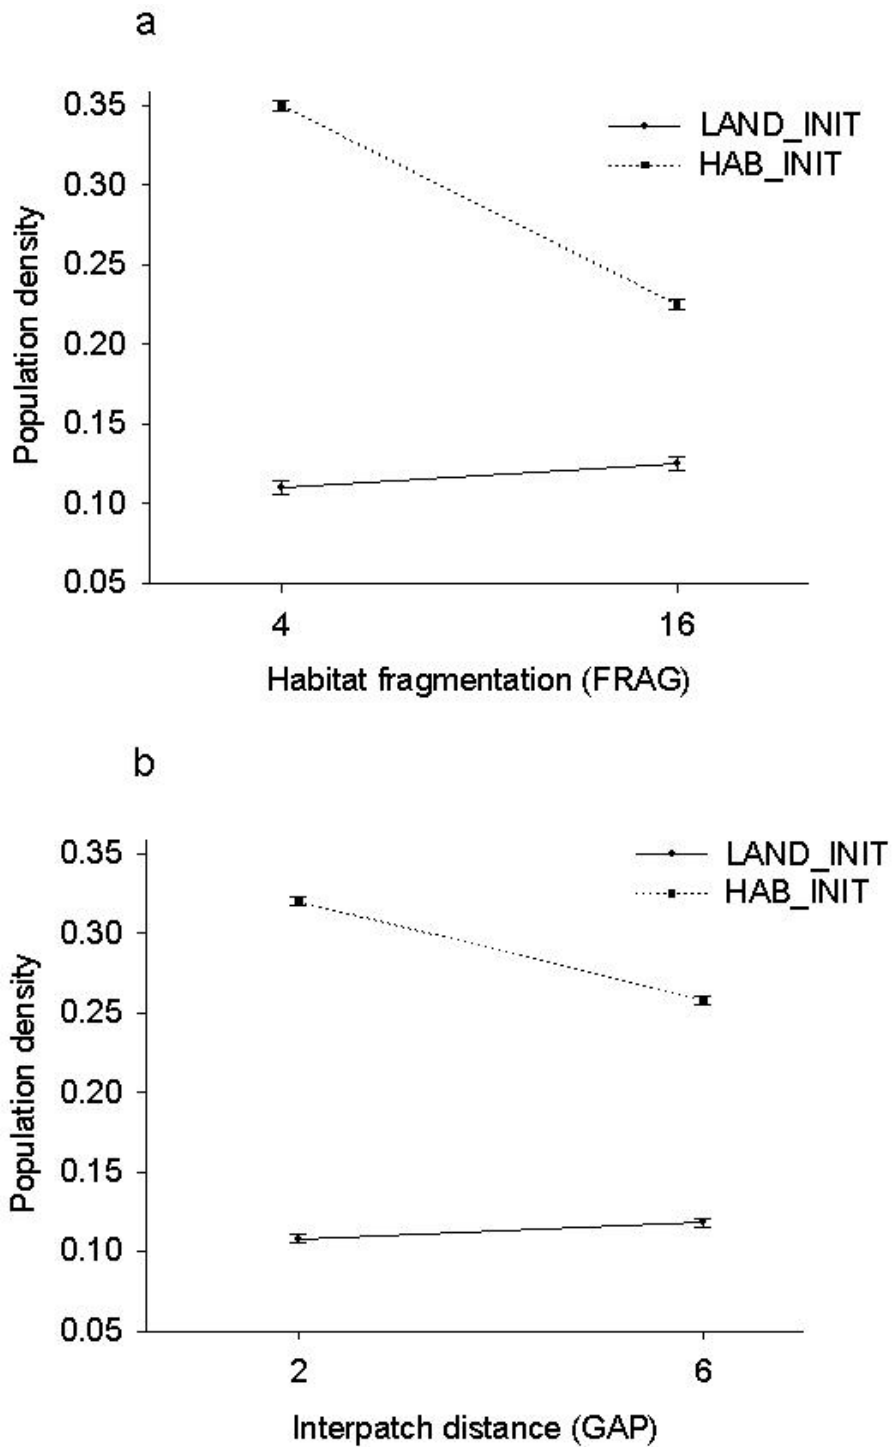 a
Population density
0.35
0.30
0.25
0.20
0.15
0.10
0.05
LAND_INIT
HAB_INIT
4
16
Habitat fragmentation (FRAG)
b
Population density
0.35
0.30
0.25
0.20
0.15
0.10
0.05
LAND_INIT
HAB_INIT
2
6
Interpatch distance (GAP)